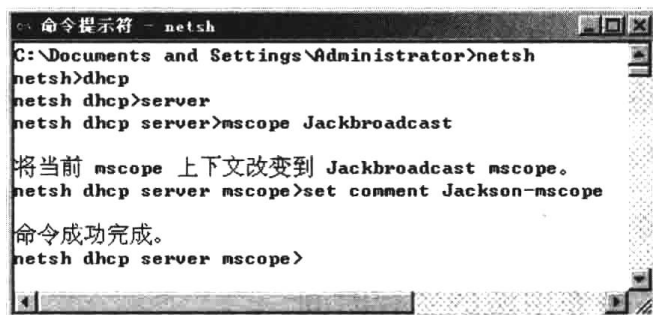 命令提示符 - netsh
C:\Documents and Settings\Administrator>netsh
netsh>dhcp
netsh dhcp>server
netsh dhcp server>mscope Jackbroadcast
将当前 mscope 上下文改变到 Jackbroadcast mscope。
netsh dhcp server mscope>set comment Jackson-mscope
命令成功完成。
netsh dhcp server mscope>